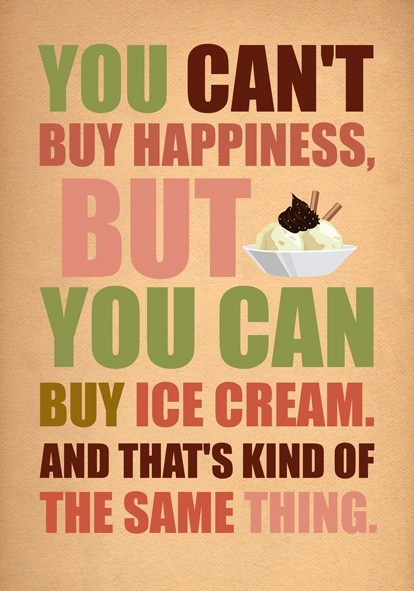 YOU CAN'T
BUY HAPPINESS,
BUT
YOU CAN
BUY ICE CREAM.
AND THAT'S KIND OF
THE SAME THING.